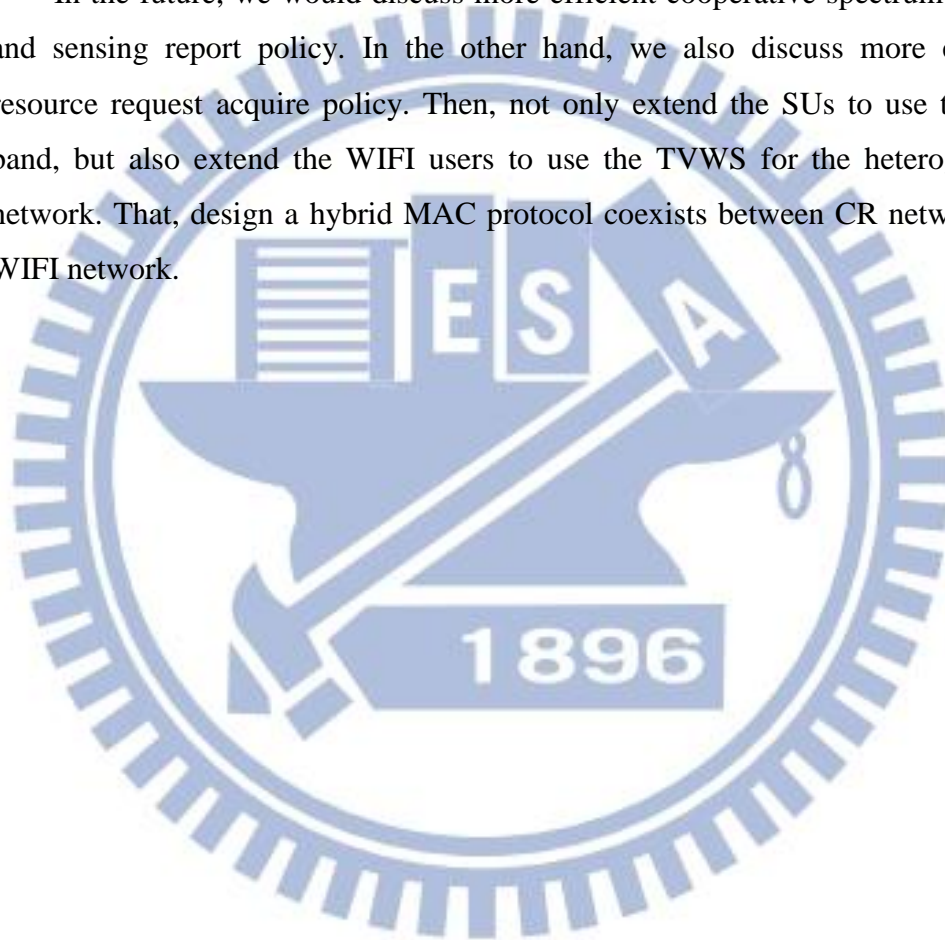 In the future, we would discuss more efficient cooperative spectrum
and sensing report policy. In the other hand, we also discuss more
resource request acquire policy. Then, not only extend the SUs to use
band, but also extend the WIFI users to use the TVWS for the
network. That, design a hybrid MAC protocol coexists between CR
WIFI network.
E S A
8
1896